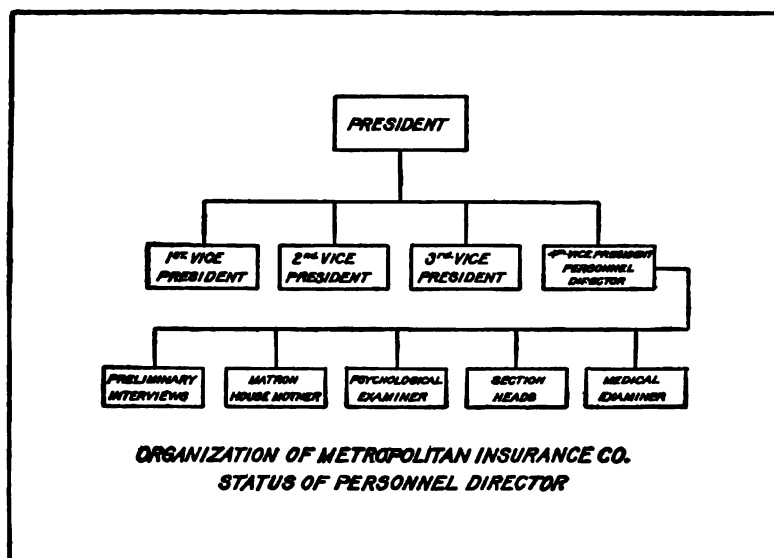 PRESIDENT
1ST. VICE
PRESIDENT
2nd. VICE
PRESIDENT
3rd. VICE
PRESIDENT
4TH VICE PRESIDENT
PERSONNEL
DIRECTOR
PRELIMINARY
INTERVIEWS
MATRON
HOUSE MOTHER
PSYCHOLOGICAL
EXAMINER
SECTION
HEADS
MEDICAL
EXAMINER
ORGANIZATION OF METROPOLITAN INSURANCE CO.
STATUS OF PERSONNEL DIRECTOR